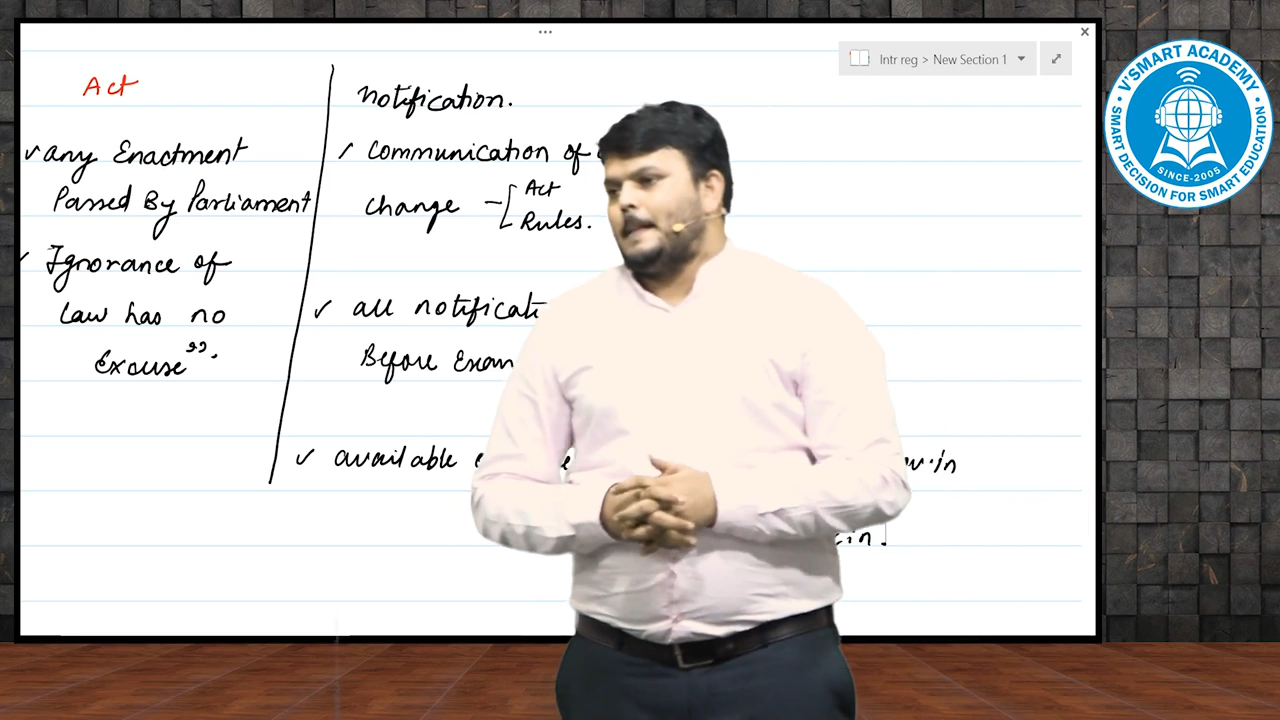 Intr reg > New Section 1
Act
✓ any Enactment
Passed By Parliament
✓ Ignorance of
Law has no
Excuse".
notification.
✓ Communication of
change - [ Act
Rules.
✓ all
Before Exam
✓ available
V'SMART ACADEMY
SINCE-2005
SMART DECISION FOR SMART EDUCATION